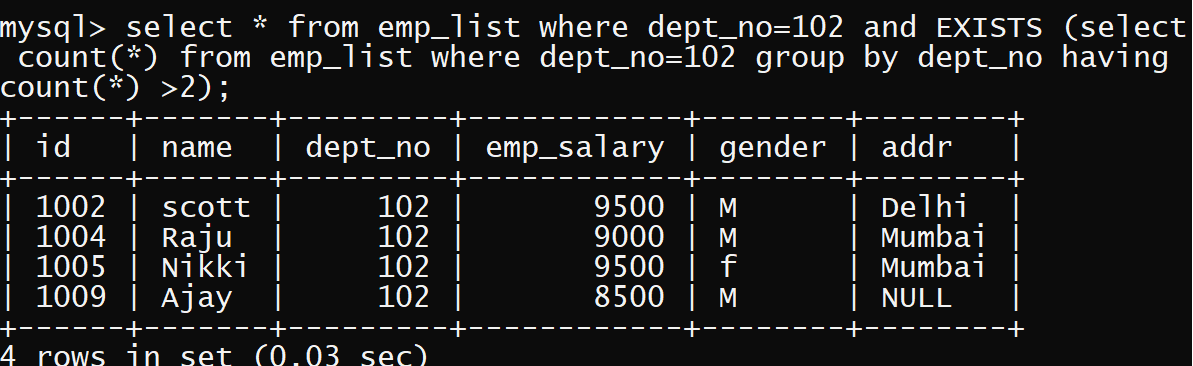 mysql> select * from emp_list where dept_no=102 and EXISTS (select
 count(*) from emp_list where dept_no=102 group by dept_no having
count(*) >2);
+------+-------+---------+------------+--------+--------+
| id   | name  | dept_no | emp_salary | gender | addr   |
+------+-------+---------+------------+--------+--------+
| 1002 | scott |     102 |       9500 | M      | Delhi  |
| 1004 | Raju  |     102 |       9000 | M      | Mumbai |
| 1005 | Nikki |     102 |       9500 | f      | Mumbai |
| 1009 | Ajay  |     102 |       8500 | M      | NULL   |
+------+-------+---------+------------+--------+--------+
4 rows in set (0.03 sec)